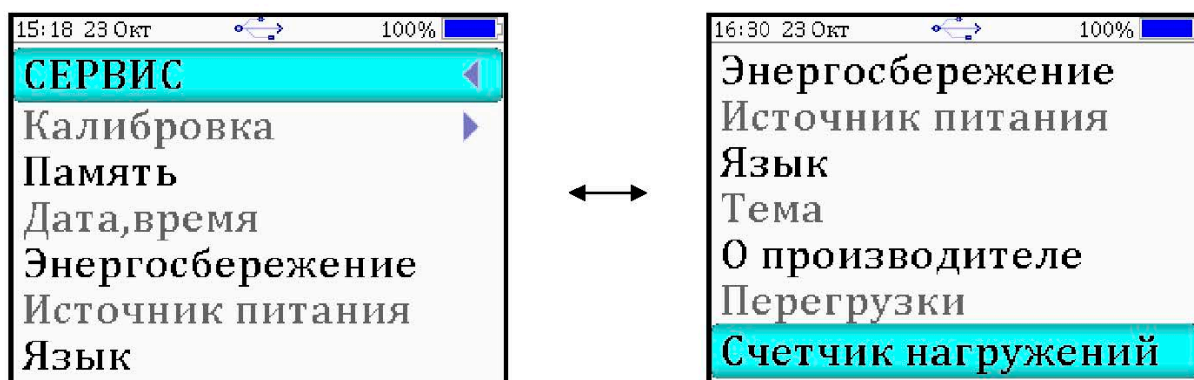 15:18 23 Окт 100%
СЕРВИС
Калибровка
Память
Дата,время
Энергосбережение
Источник питания
Язык
16:30 23 Окт 100%
Энергосбережение
Источник питания
Язык
Тема
О производителе
Перегрузки
Счетчик нагружений